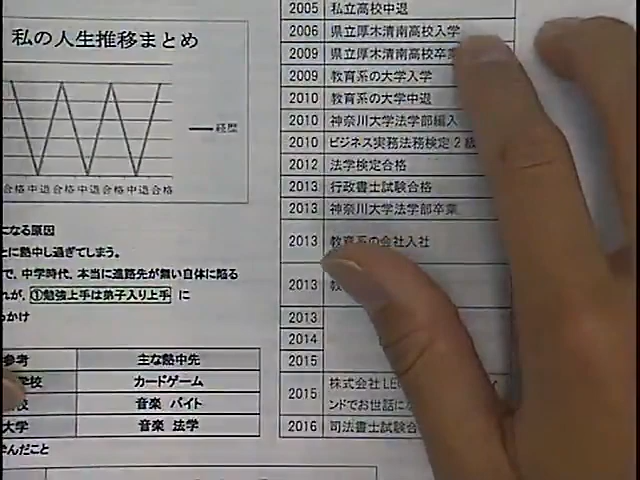 私の人生推移まとめ
経歴
合格中退合格中退合格中退合格
になる原因
とに熱中し過ぎてしまう。
で、中学時代、本当に進路先が無い自体に陥る
れが、①勉強上手は弟子入り上手 に
っかけ
参考 主な熱中先
学校 カードゲーム
校 音楽 バイト
大学 音楽 法学
んだこと
2005 私立高校中退
2006 県立厚木清南高校入学
2009 県立厚木清南高校卒業
2009 教育系の大学入学
2010 教育系の大学中退
2010 神奈川大学法学部編入
2010 ビジネス実務法務検定2級
2012 法学検定合格
2013 行政書士試験合格
2013 神奈川大学法学部卒業
2013 教育系の会社入社
2013 教
2013
2014
2015
2015 株式会社LE
ンドでお世話に
2016 司法書士試験合